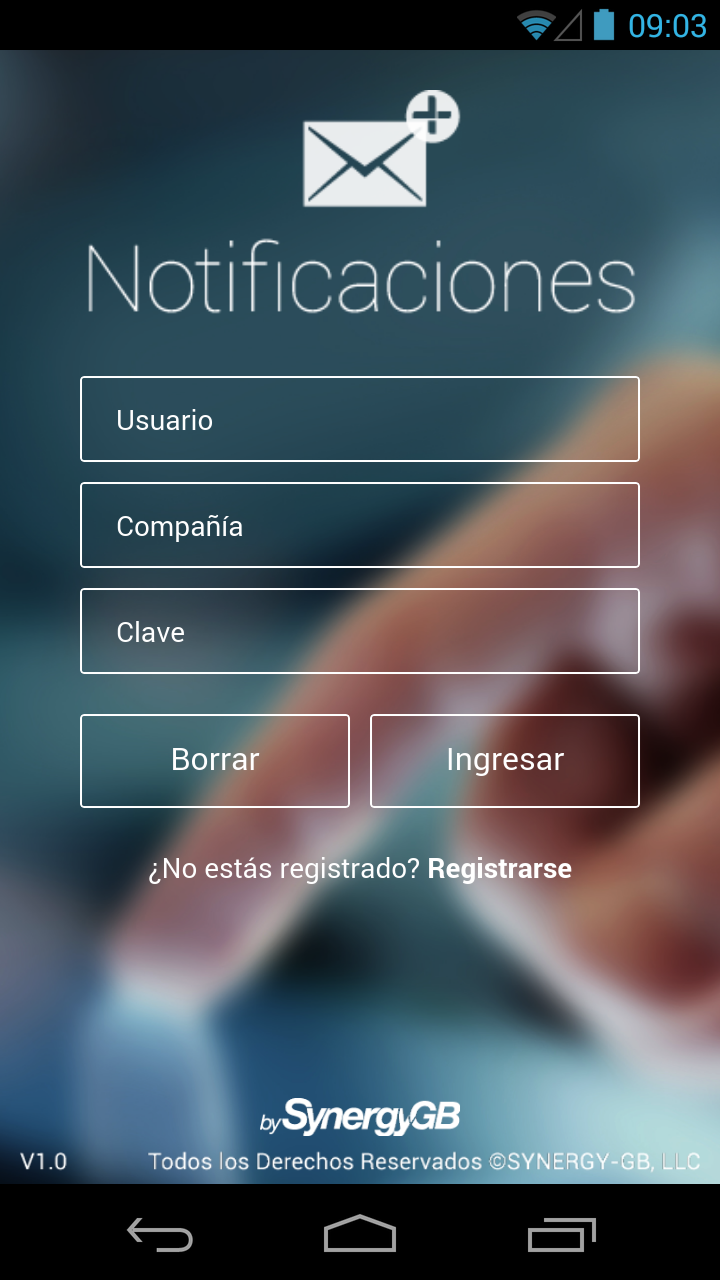 09:03
Notificaciones
Usuario
Compañía
Clave
Borrar Ingresar
¿No estás registrado? Registrarse
by SynergyGB
V1.0 Todos los Derechos Reservados ©SYNERGY-GB, LLC